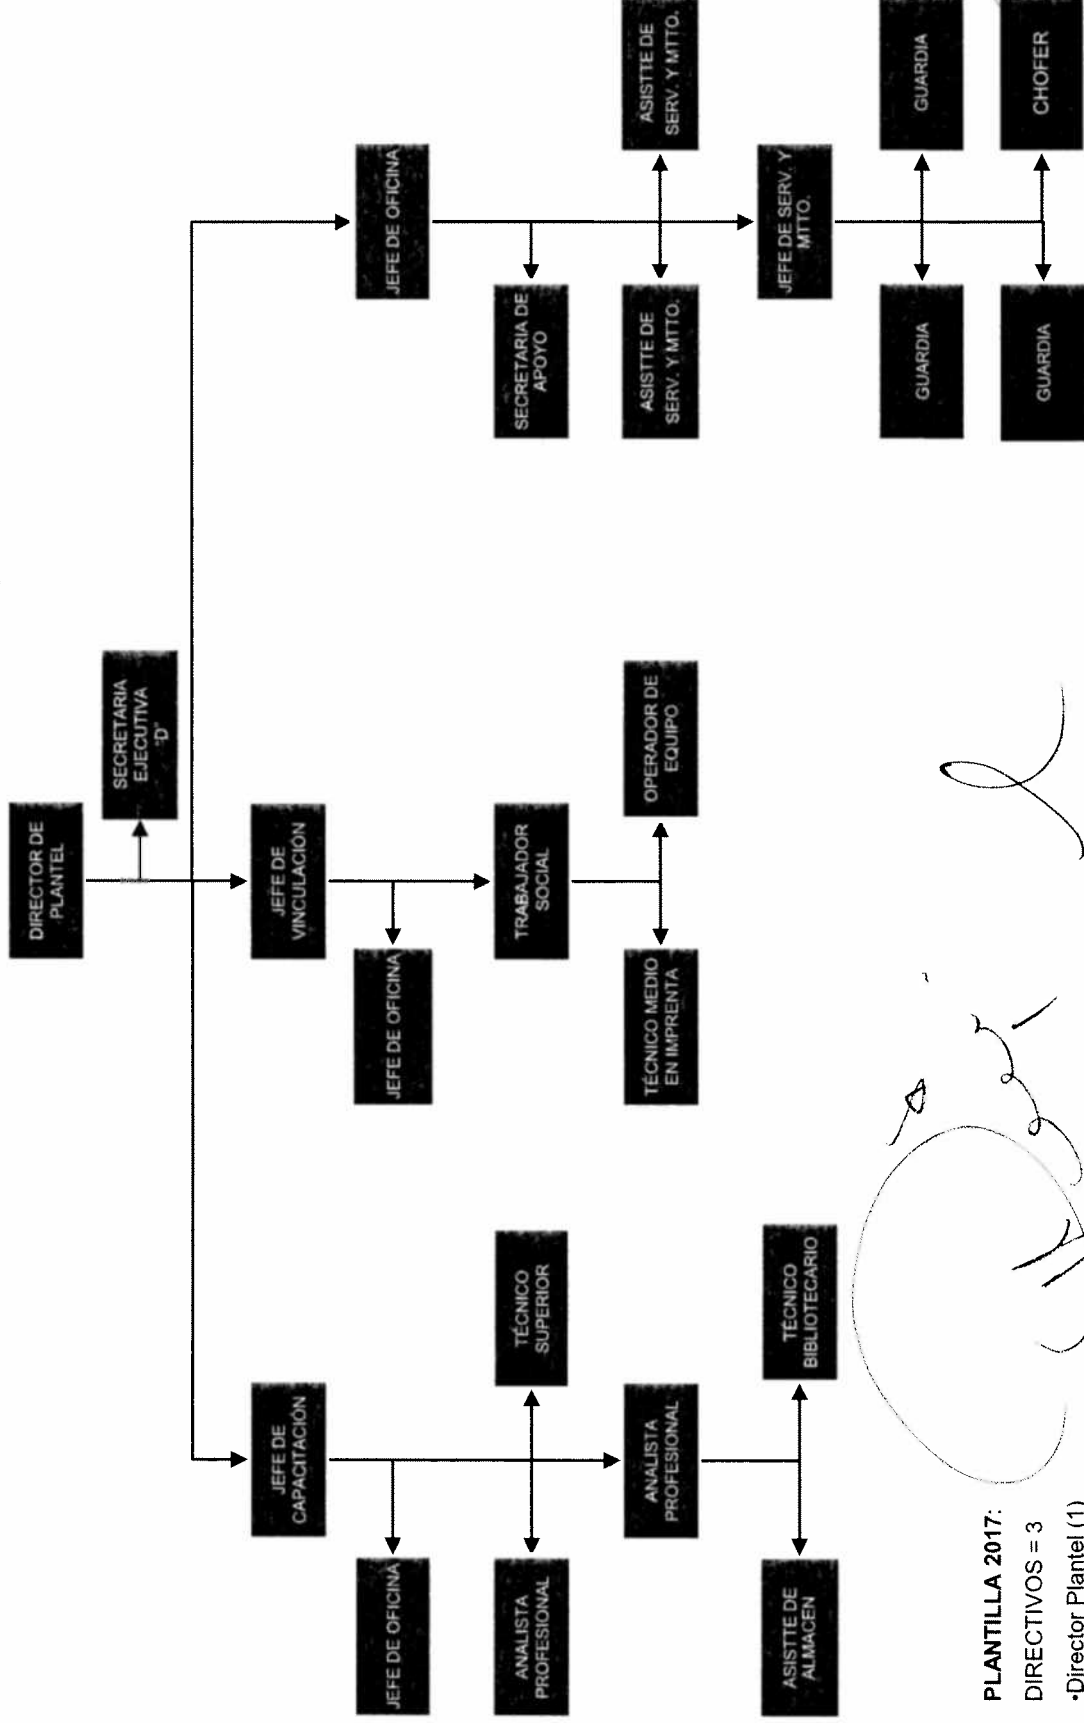 DIRECTOR DE
PLANTEL
SECRETARIA
EJECUTIVA
"D"
JEFE DE
CAPACITACIÓN
JEFE DE
VINCULACIÓN
JEFE DE OFICINA
JEFE DE OFICINA
JEFE DE OFICINA
ANALISTA
PROFESIONAL
TÉCNICO
SUPERIOR
TRABAJADOR
SOCIAL
SECRETARIA DE
APOYO
ANALISTA
PROFESIONAL
TÉCNICO MEDIO
EN IMPRENTA
OPERADOR DE
EQUIPO
ASISTTE DE
SERV. Y MTTO.
ASISTTE DE
SERV. Y MTTO.
ASISTTE DE
ALMACEN
TÉCNICO
BIBLIOTECARIO
JEFE DE SERV. Y
MTTO.
GUARDIA
GUARDIA
GUARDIA
CHOFER
PLANTILLA 2017:
DIRECTIVOS = 3
•Director Plantel (1)